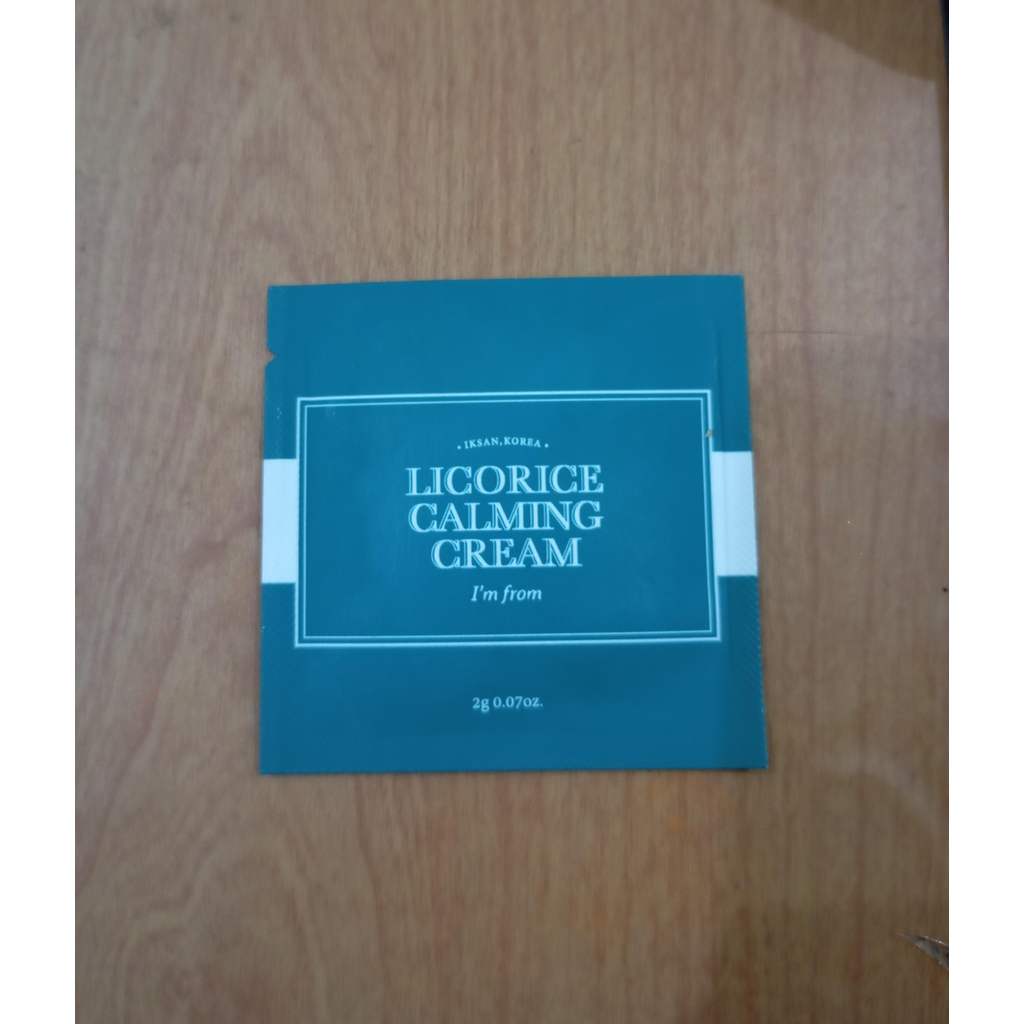 • IKSAN, KOREA •
LICORICE
CALMING
CREAM
I'm from
2g 0.07oz.